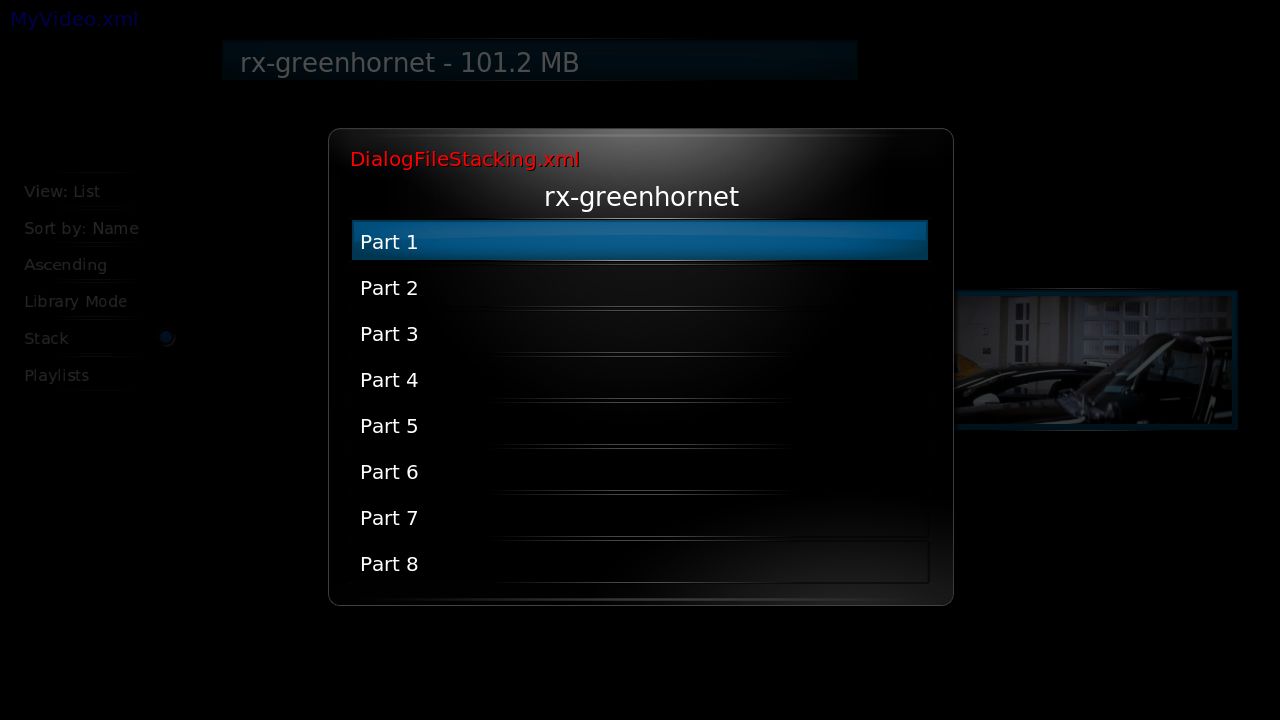 MyVideo.xml
rx-greenhornet - 101.2 MB
DialogFileStacking.xml
rx-greenhornet
View: List
Sort by: Name
Ascending
Library Mode
Stack
Playlists
Part 1
Part 2
Part 3
Part 4
Part 5
Part 6
Part 7
Part 8